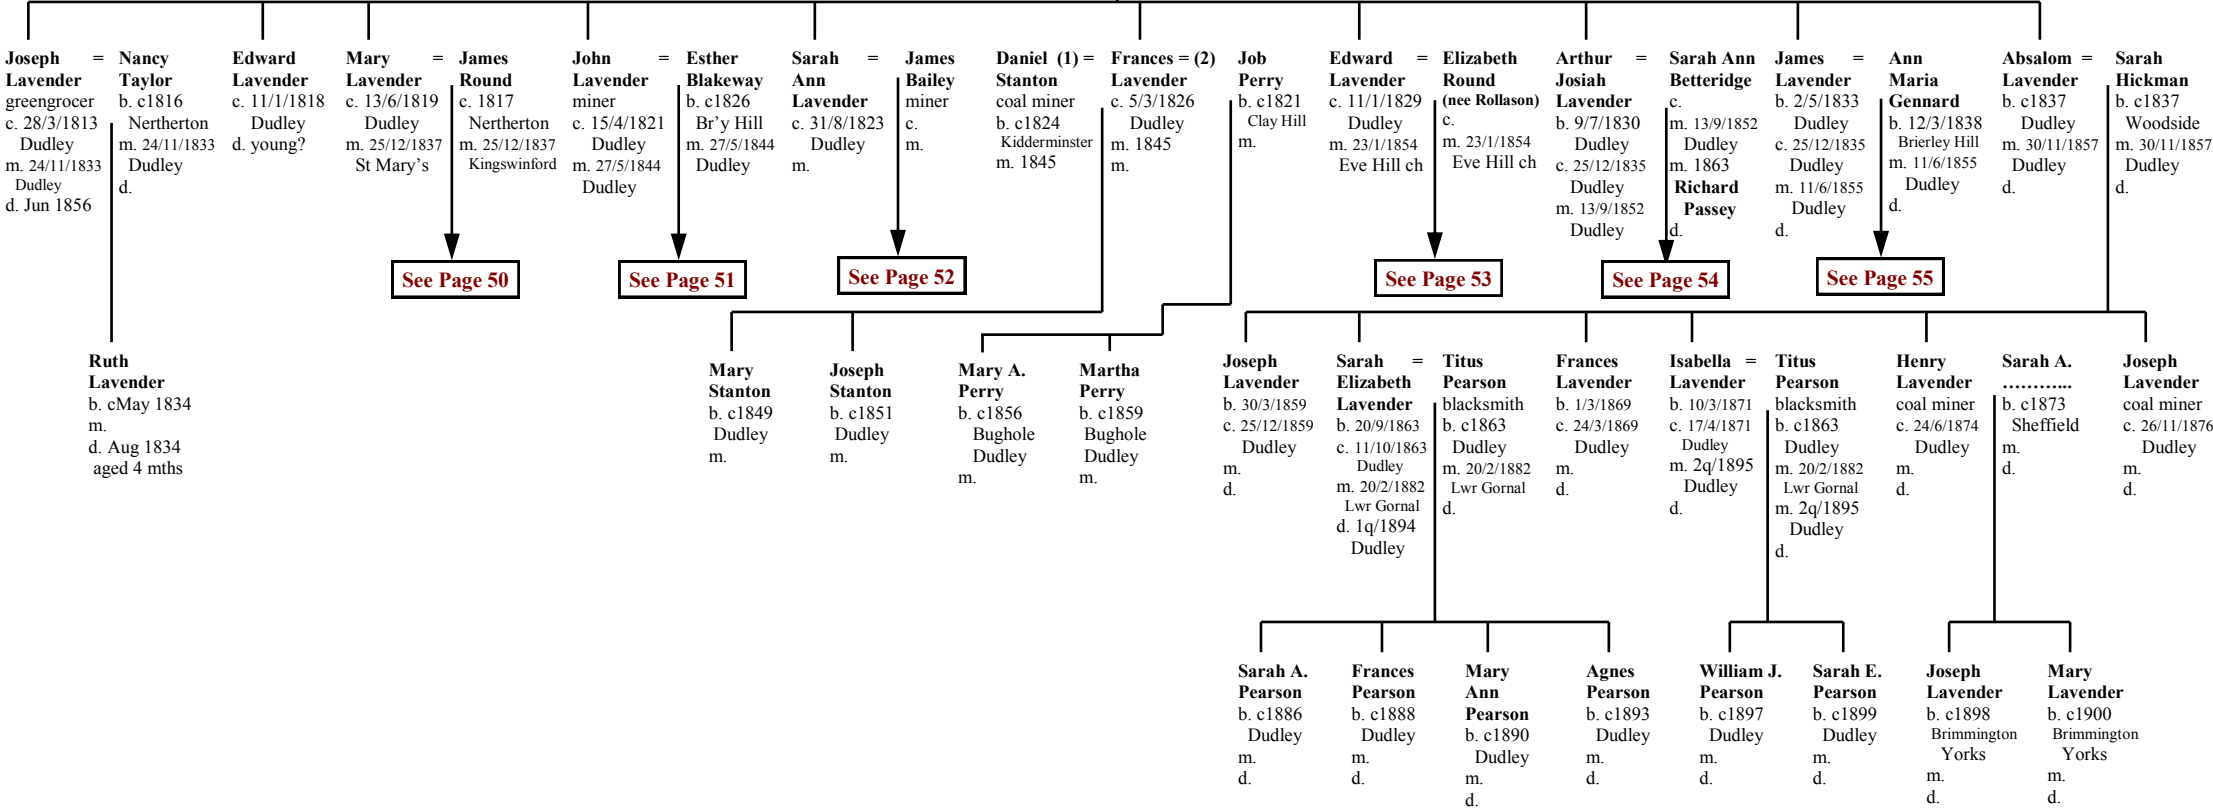 Joseph =
Lavender
greengrocer
c. 28/3/1813
Dudley
m. 24/11/1833
Dudley
d. Jun 1856
Nancy
Taylor
b. c1816
Nertherton
m. 24/11/1833
Dudley
d.
Edward
Lavender
c. 11/1/1818
Dudley
d. young?
Mary =
Lavender
c. 13/6/1819
Dudley
m. 25/12/1837
St Mary's
James
Round
c. 1817
Nertherton
m. 25/12/1837
Kingswinford
John =
Lavender
miner
c. 15/4/1821
Dudley
m. 27/5/1844
Dudley
Esther
Blakeway
b. c1826
Br'y Hill
m. 27/5/1844
Dudley
Sarah =
Ann
Lavender
c. 31/8/1823
Dudley
m.
James
Bailey
miner
c.
m.
Daniel (1) =
Stanton
coal miner
b. c1824
Kidderminster
m. 1845
Frances = (2)
Lavender
c. 5/3/1826
Dudley
m. 1845
m.
Job
Perry
b. c1821
Clay Hill
m.
Edward =
Lavender
c. 11/1/1829
Dudley
m. 23/1/1854
Eve Hill ch
Elizabeth
Round
(nee Rollason)
c.
m. 23/1/1854
Eve Hill ch
Arthur =
Josiah
Lavender
b. 9/7/1830
Dudley
c. 25/12/1835
Dudley
m. 13/9/1852
Dudley
Sarah Ann
Betteridge
c.
m. 13/9/1852
Dudley
m. 1863
Richard
Passey
d.
James =
Lavender
b. 2/5/1833
Dudley
c. 25/12/1835
Dudley
m. 11/6/1855
Dudley
d.
Ann
Maria
Gennard
b. 12/3/1838
Brierley Hill
m. 11/6/1855
Dudley
d.
Absalom =
Lavender
b. c1837
Dudley
m. 30/11/1857
Dudley
d.
Sarah
Hickman
b. c1837
Woodside
m. 30/11/1857
Dudley
d.
See Page 50
See Page 51
See Page 52
See Page 53
See Page 54
See Page 55
Ruth
Lavender
b. cMay 1834
m.
d. Aug 1834
aged 4 mths
Mary
Stanton
b. c1849
Dudley
m.
Joseph
Stanton
b. c1851
Dudley
m.
Mary A.
Perry
b. c1856
Bughole
Dudley
m.
Martha
Perry
b. c1859
Bughole
Dudley
m.
Joseph
Lavender
b. 30/3/1859
c. 25/12/1859
Dudley
m.
d.
Sarah =
Elizabeth
Lavender
b. 20/9/1863
c. 11/10/1863
Dudley
m. 20/2/1882
Lwr Gornal
d. 1q/1894
Dudley
Titus
Pearson
blacksmith
b. c1863
Dudley
m. 20/2/1882
Lwr Gornal
d.
Frances
Lavender
b. 1/3/1869
c. 24/3/1869
Dudley
m.
d.
Isabella =
Lavender
b. 10/3/1871
c. 17/4/1871
Dudley
m. 2q/1895
Dudley
d.
Titus
Pearson
blacksmith
b. c1863
Dudley
m. 20/2/1882
Lwr Gornal
m. 2q/1895
Dudley
d.
Henry
Lavender
coal miner
c. 24/6/1874
Dudley
m.
d.
Sarah A.
………...
b. c1873
Sheffield
m.
d.
Joseph
Lavender
coal miner
c. 26/11/1876
Dudley
m.
d.
Sarah A.
Pearson
b. c1886
Dudley
m.
d.
Frances
Pearson
b. c1888
Dudley
m.
d.
Mary
Ann
Pearson
b. c1890
Dudley
m.
d.
Agnes
Pearson
b. c1893
Dudley
m.
d.
William J.
Pearson
b. c1897
Dudley
m.
d.
Sarah E.
Pearson
b. c1899
Dudley
m.
d.
Joseph
Lavender
b. c1898
Brimmington
Yorks
m.
d.
Mary
Lavender
b. c1900
Brimmington
Yorks
m.
d.